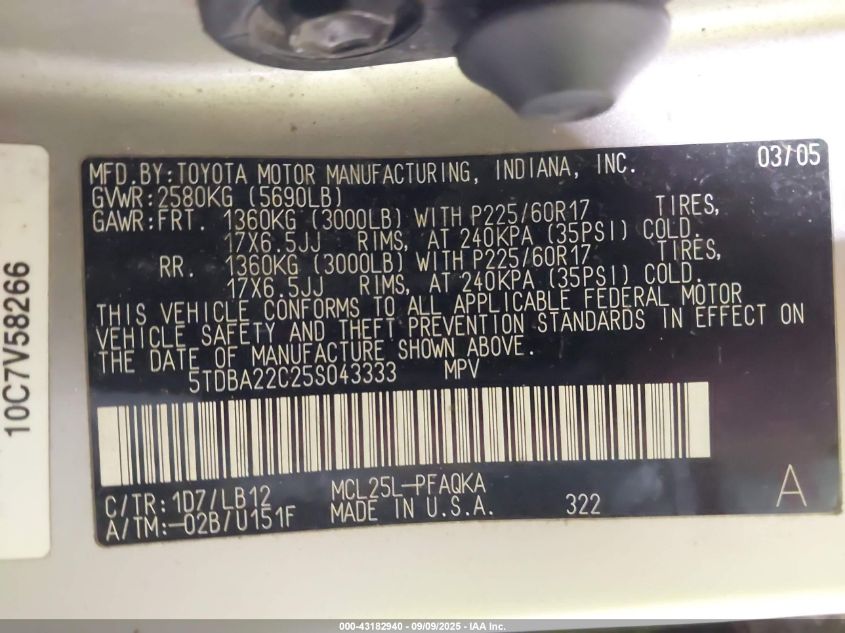 MFD.BY:TOYOTA MOTOR MANUFACTURING, INDIANA, INC. 03/05
GVWR:2580KG (5690LB)
GAWR:FRT. 1360KG (3000LB) WITH P225/60R17 TIRES,
17X6.5JJ RIMS, AT 240KPA (35PSI) COLD.
RR. 1360KG (3000LB) WITH P225/60R17 TIRES,
17X6.5JJ RIMS, AT 240KPA (35PSI) COLD.
THIS VEHICLE CONFORMS TO ALL APPLICABLE FEDERAL MOTOR
VEHICLE SAFETY AND THEFT PREVENTION STANDARDS IN EFFECT ON
THE DATE OF MANUFACTURE SHOWN ABOVE.
5TDBA22C25S043333 MPV
C/TR: 1D7/LB12 MCL25L-PFAQKA
A/TM:-02B/U151F MADE IN U.S.A. 322 A
10C7V58266
000-43182940 - 09/09/2025 - IAA Inc.